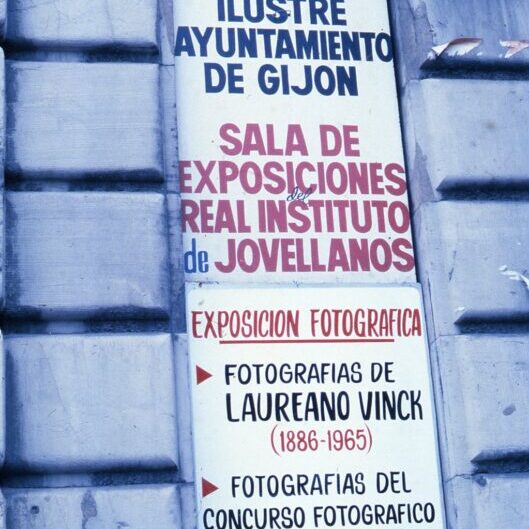 ILUSTRE
AYUNTAMIENTO
DE GIJON
SALA DE
EXPOSICIONES
del
REAL INSTITUTO
de JOVELLANOS
EXPOSICION FOTOGRAFICA
FOTOGRAFIAS DE
LAUREANO VINCK
(1886-1965)
FOTOGRAFIAS DEL
CONCURSO FOTOGRAFICO